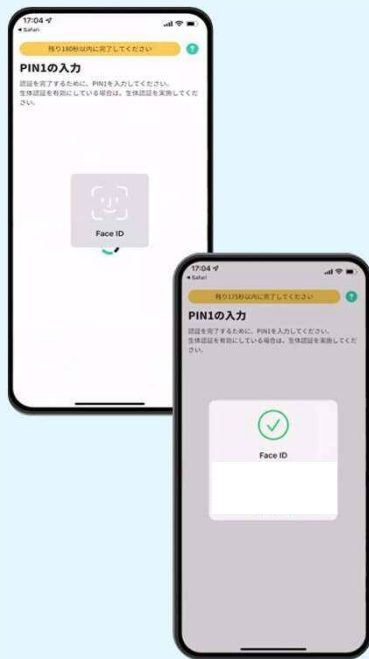 17:04
Safari
残り180秒以内に完了してください
?
PIN1の入力
認証を完了するために、PIN1を入力してください。
生体認証を有効にしている場合は、生体認証を実施してくだ
さい。
Face ID
17:04
Safari
残り175秒以内に完了してください
?
PIN1の入力
認証を完了するために、PIN1を入力してください。
生体認証を有効にしている場合は、生体認証を実施してくだ
さい。
Face ID